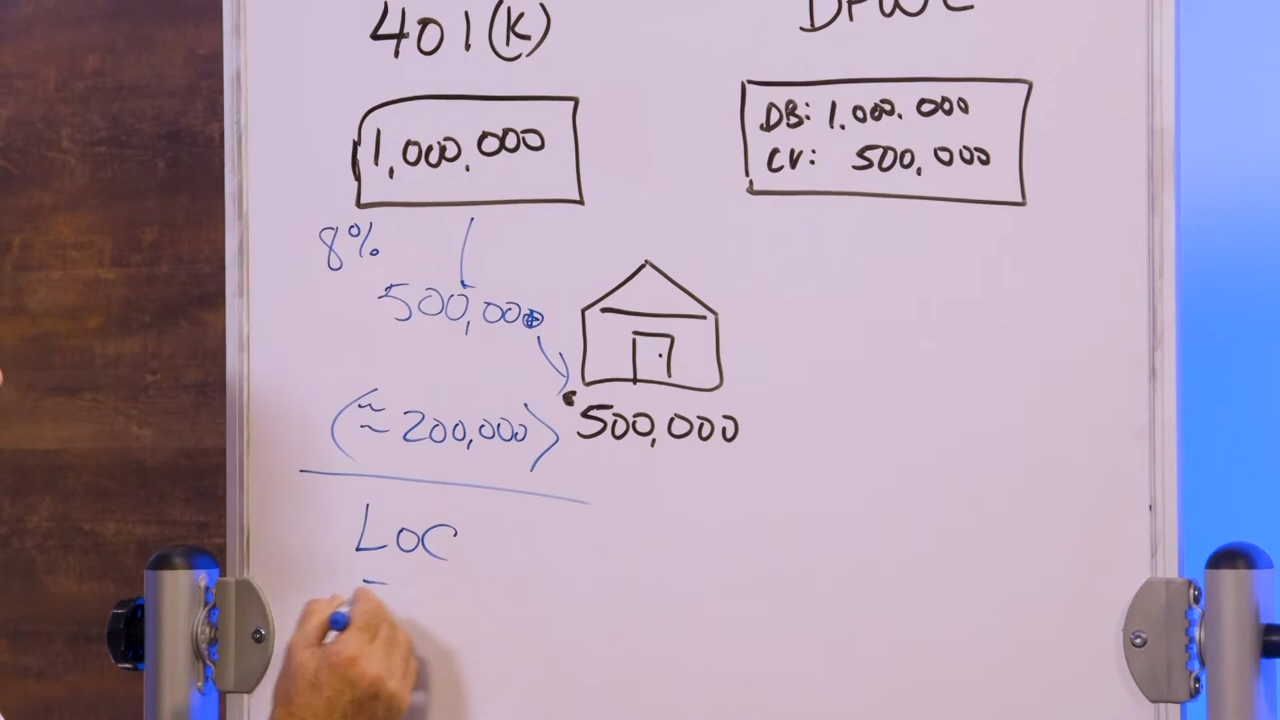 401(K)
1,000,000
DB: 1.000.000
CV: 500,000
8%
500,000
(≈ 200,000)
500,000
LOC